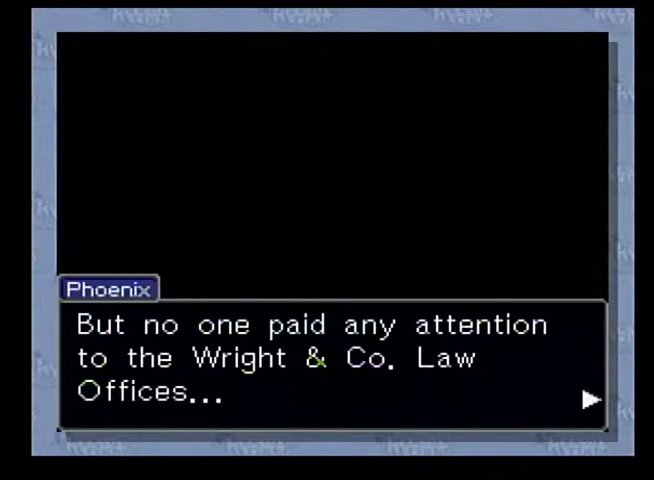 Phoenix
But no one paid any attention
to the Wright & Co. Law
Offices...